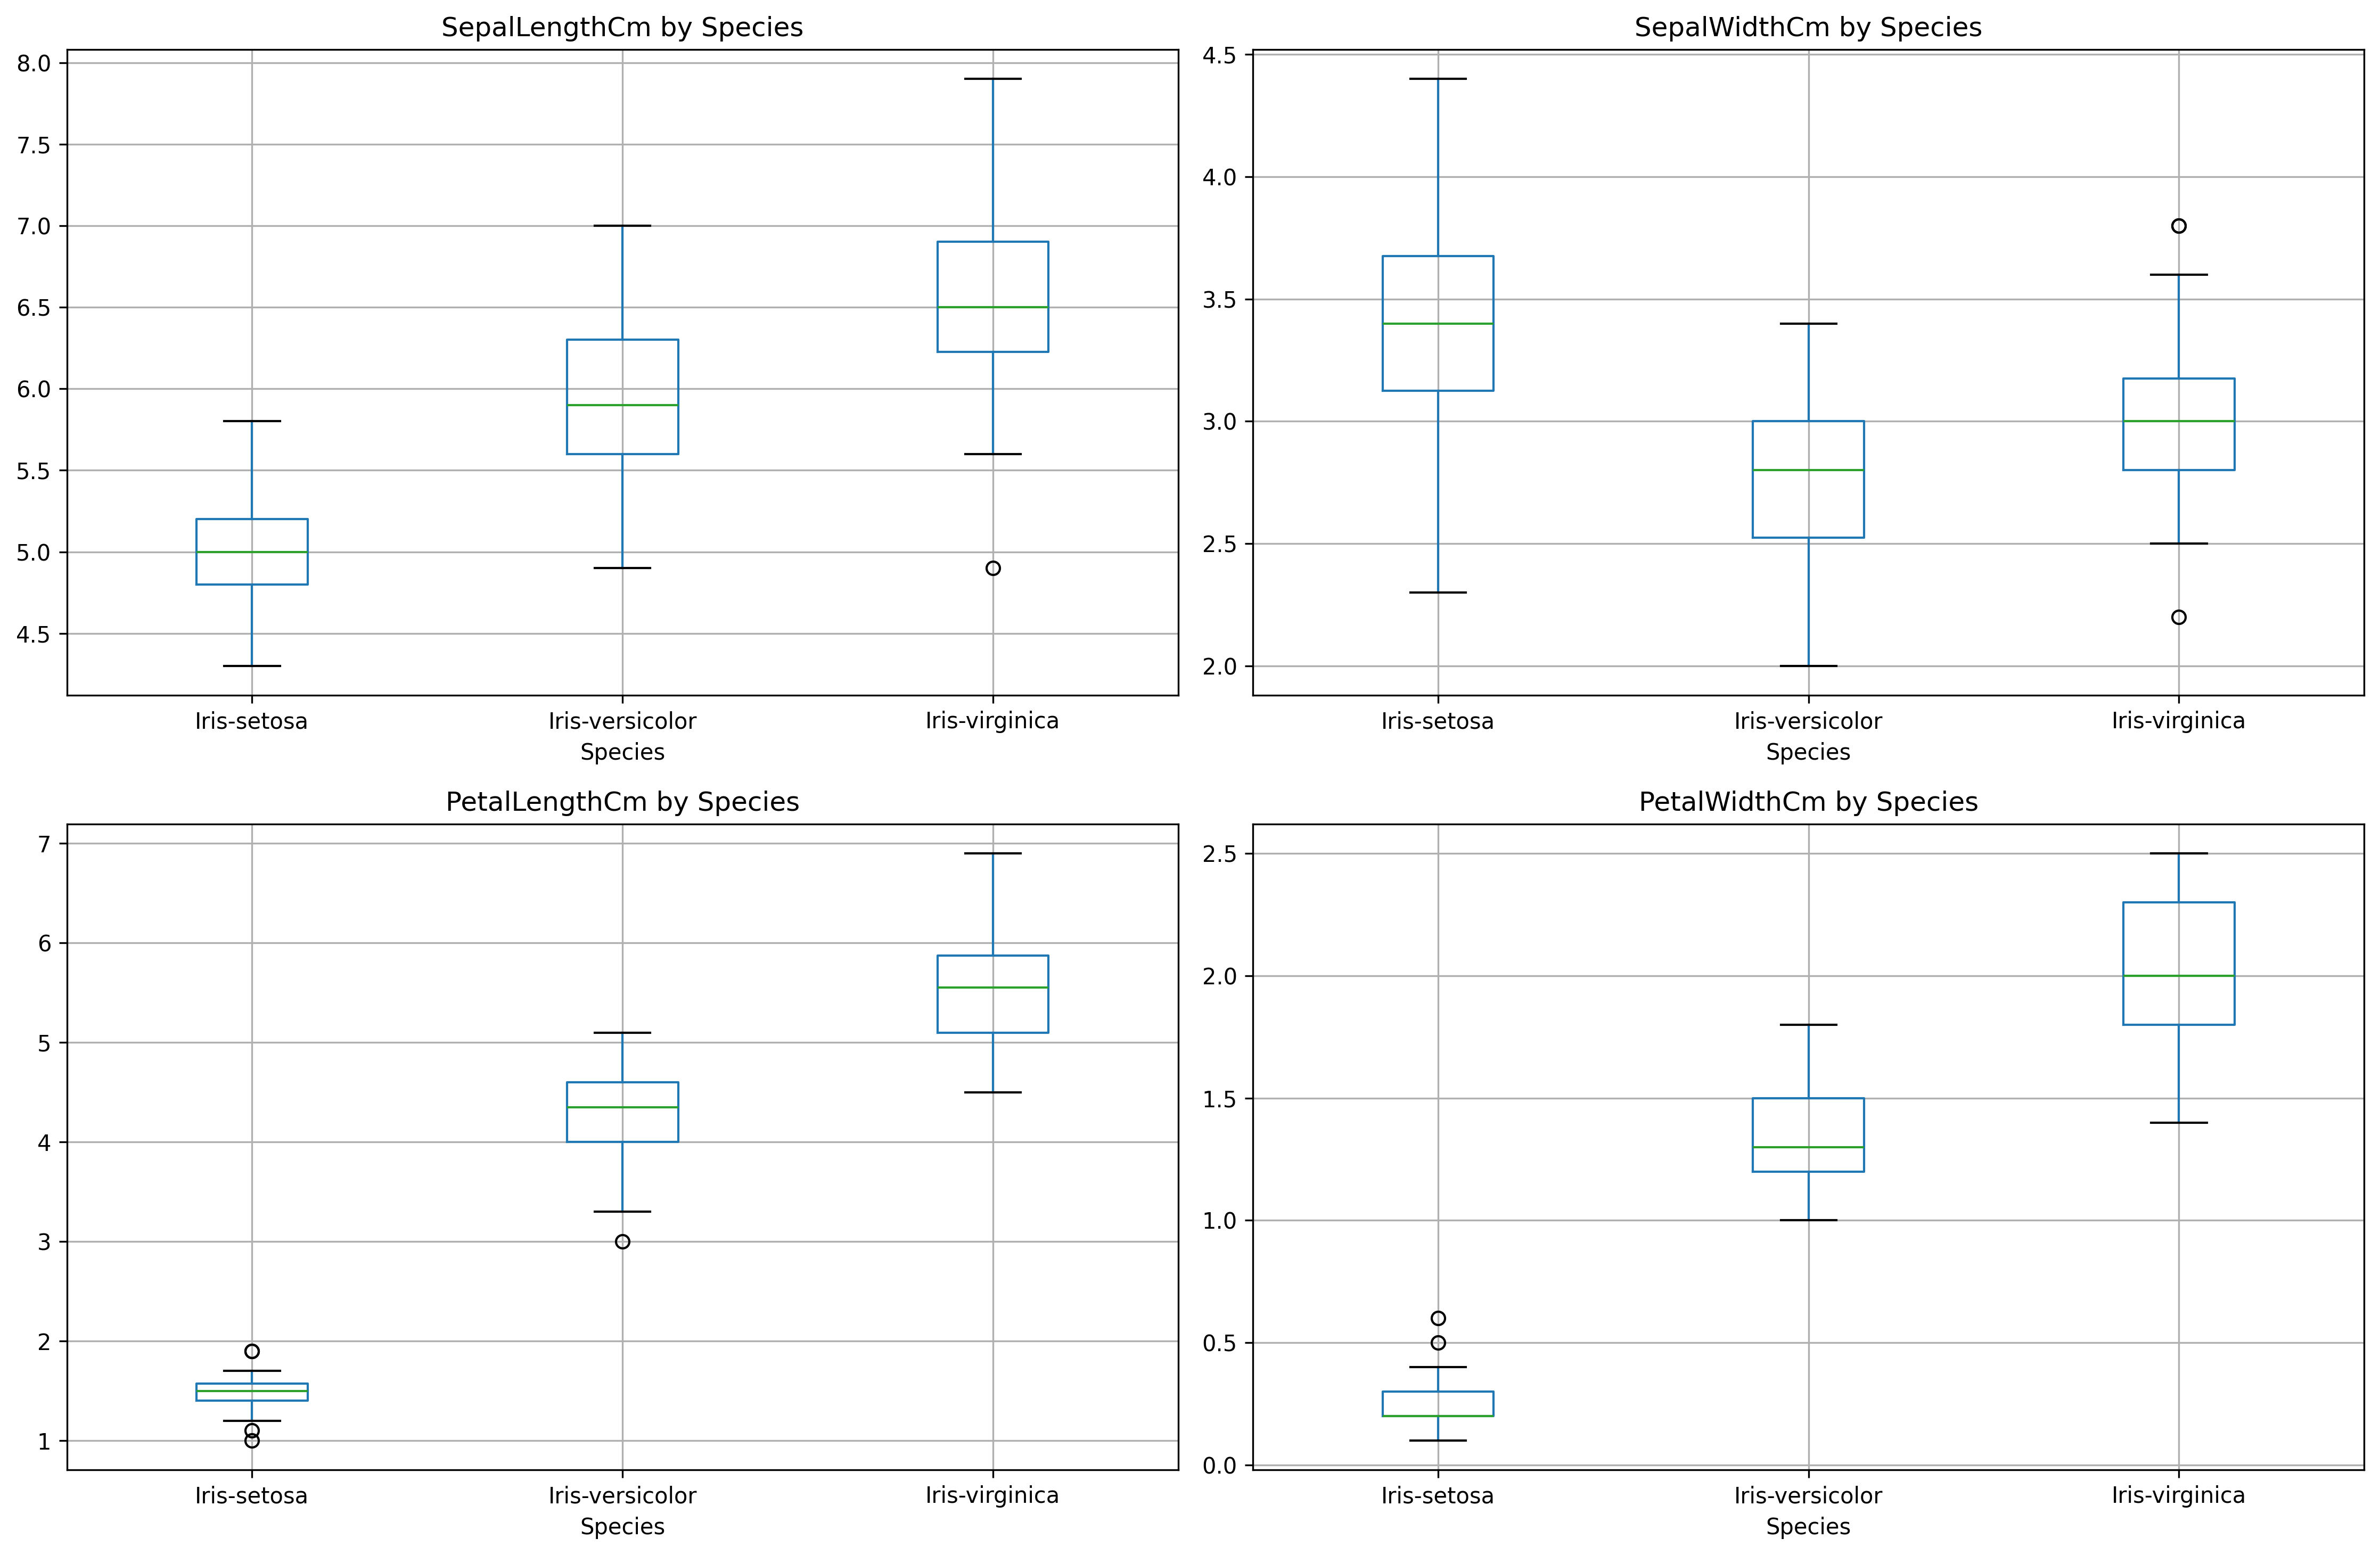 SepalLengthCm by Species
8.0
7.5
7.0
6.5
6.0
5.5
5.0
4.5
Iris-setosa Iris-versicolor Iris-virginica
Species
SepalWidthCm by Species
4.5
4.0
3.5
3.0
2.5
2.0
Iris-setosa Iris-versicolor Iris-virginica
Species
PetalLengthCm by Species
7
6
5
4
3
2
1
Iris-setosa Iris-versicolor Iris-virginica
Species
PetalWidthCm by Species
2.5
2.0
1.5
1.0
0.5
0.0
Iris-setosa Iris-versicolor Iris-virginica
Species